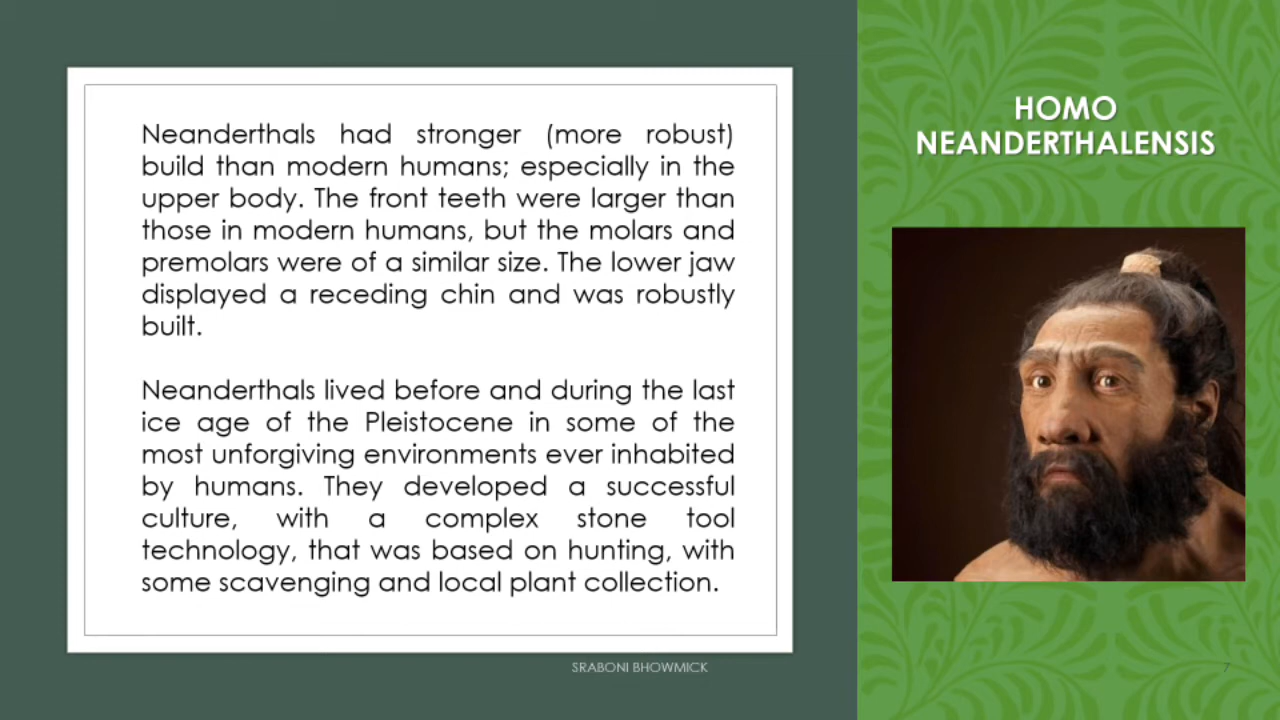 Neanderthals had stronger (more robust)
build than modern humans; especially in the
upper body. The front teeth were larger than
those in modern humans, but the molars and
premolars were of a similar size. The lower jaw
displayed a receding chin and was robustly
built.
Neanderthals lived before and during the last
ice age of the Pleistocene in some of the
most unforgiving environments ever inhabited
by humans. They developed a successful
culture, with a complex stone tool
technology, that was based on hunting, with
some scavenging and local plant collection.
HOMO
NEANDERTHALENSIS
SRABONI BHOWMICK
7